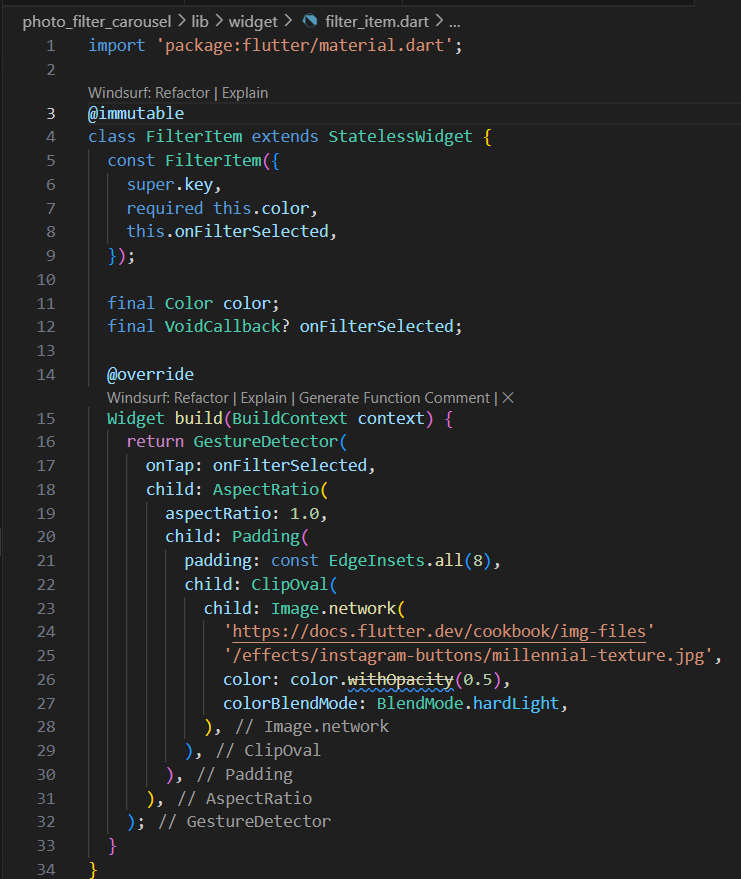 photo_filter_carousel > lib > widget > filter_item.dart > ...
1 import 'package:flutter/material.dart';
2
Windsurf: Refactor | Explain
3 @immutable
4 class FilterItem extends StatelessWidget {
5   const FilterItem({
6     super.key,
7     required this.color,
8     this.onFilterSelected,
9   });
10
11   final Color color;
12   final VoidCallback? onFilterSelected;
13
14   @override
Windsurf: Refactor | Explain | Generate Function Comment | ×
15   Widget build(BuildContext context) {
16     return GestureDetector(
17       onTap: onFilterSelected,
18       child: AspectRatio(
19         aspectRatio: 1.0,
20         child: Padding(
21           padding: const EdgeInsets.all(8),
22           child: ClipOval(
23             child: Image.network(
24               'https://docs.flutter.dev/cookbook/img-files'
25               '/effects/instagram-buttons/millennial-texture.jpg',
26               color: color.withOpacity(0.5),
27               colorBlendMode: BlendMode.hardLight,
28             ), // Image.network
29           ), // ClipOval
30         ), // Padding
31       ), // AspectRatio
32     ); // GestureDetector
33   }
34 }